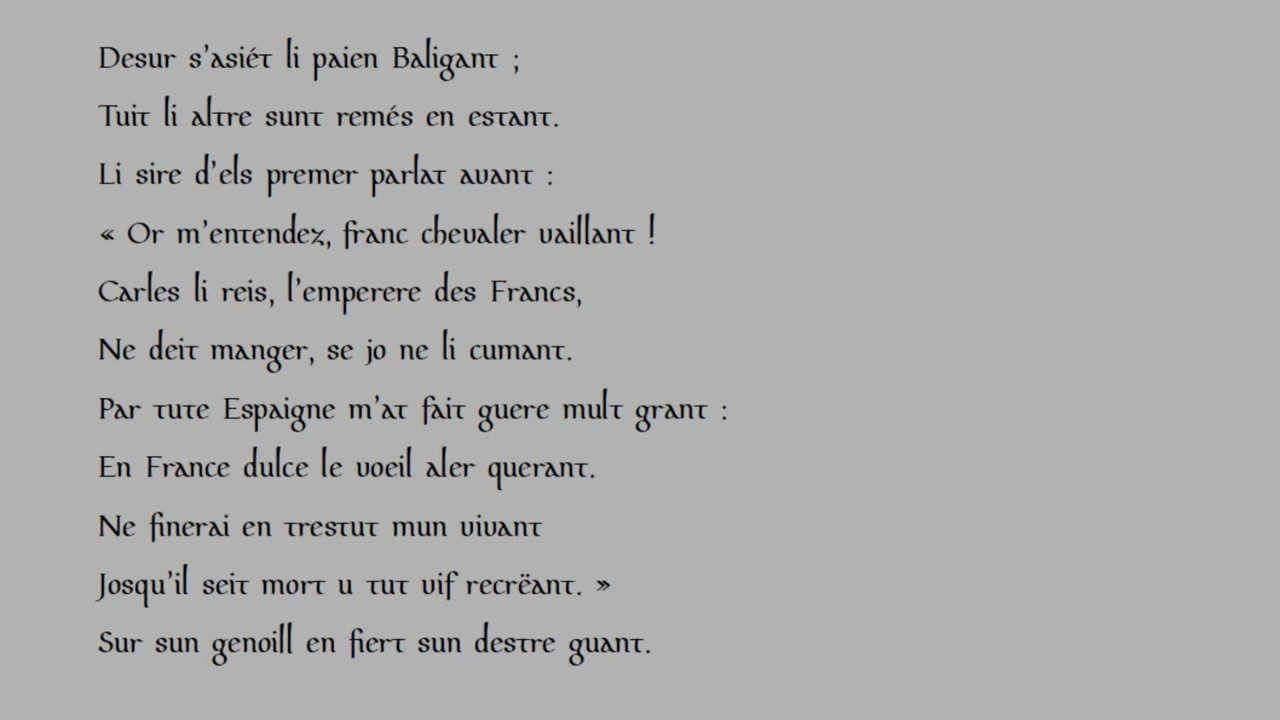 Desur s’asiét li paien Baligant ;
Tuit li altre sunt remés en estant.
Li sire d’els premer parlat avant :
« Or m’entendez, franc chevaler vaillant !
Carles li reis, l’emperere des Francs,
Ne deit manger, se jo ne li cumant.
Par tute Espaigne m’at fait guere mult grant :
En France dulce le voeil aler querant.
Ne finerai en trestut mun vivant
Josqu’il seit mort u tut vif recrëant. »
Sur sun genoill en fiert sun destre guant.